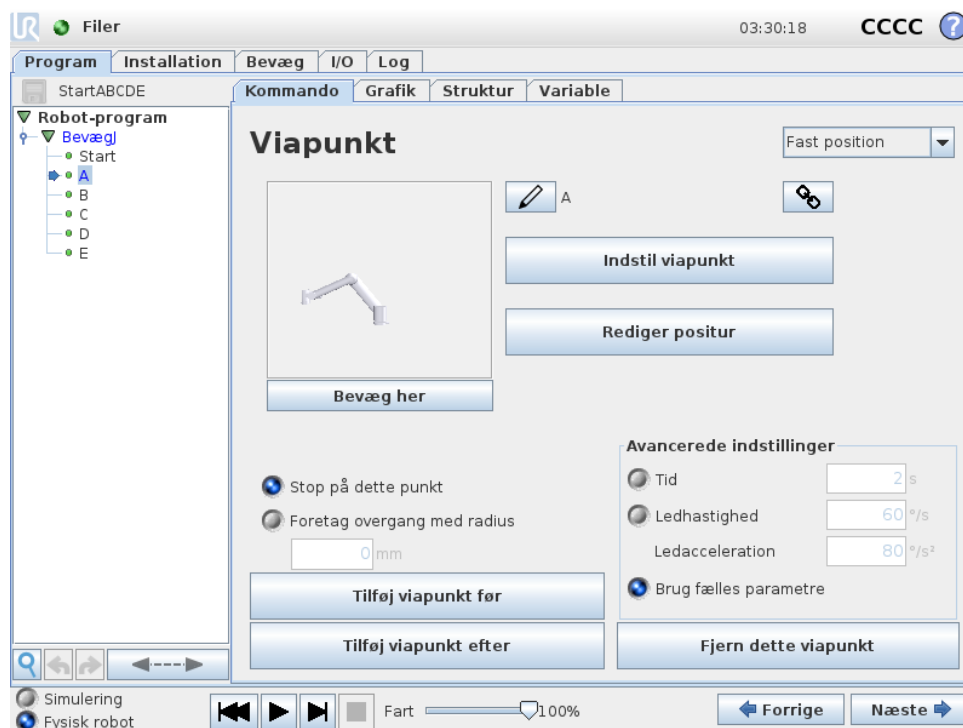 UR Filer 03:30:18 CCCC ?
Program Installation Bevæg I/O Log
StartABCDE Kommando Grafik Struktur Variable
Robot-program
BevægJ
Start
A
B
C
D
E
Viapunkt Fast position
A
Indstil viapunkt
Rediger positur
Bevæg her
Avancerede indstillinger
Stop på dette punkt Tid 2 s
Foretag overgang med radius Ledhastighed 60 °/s
0 mm Ledacceleration 80 °/s²
Brug fælles parametre
Tilføj viapunkt før
Tilføj viapunkt efter Fjern dette viapunkt
Simulering
Fysisk robot Fart 100% Forrige Næste